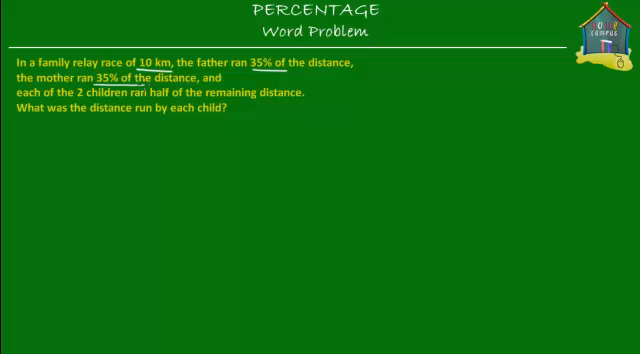 PERCENTAGE
Word Problem
campus
In a family relay race of 10 km, the father ran 35% of the distance,
the mother ran 35% of the distance, and
each of the 2 children ran half of the remaining distance.
What was the distance run by each child?